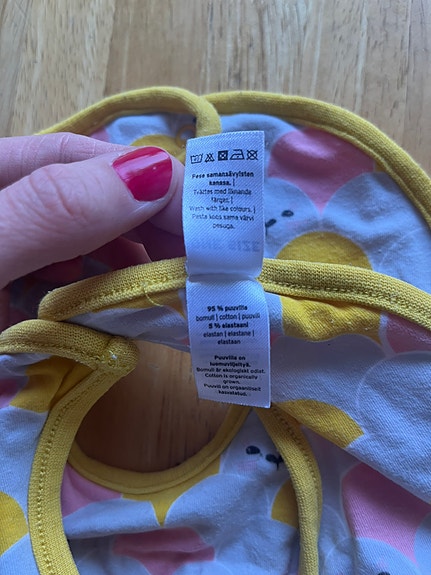 Pese samansävyisten
kanssa. |
Tvättas med liknande
färger. |
Wash with like colours. |
Pesta koos sama värvi
pesuga.
95 % puuvilla
bomull | cotton | puuvill
5 % elastaani
elastan | elastane |
elastaan
Puuvilla on
luomuviljeltyä.
Bomull är ekologiskt odlat.
Cotton is organically
grown.
Puuvill on orgaaniliselt
kasvatatud.